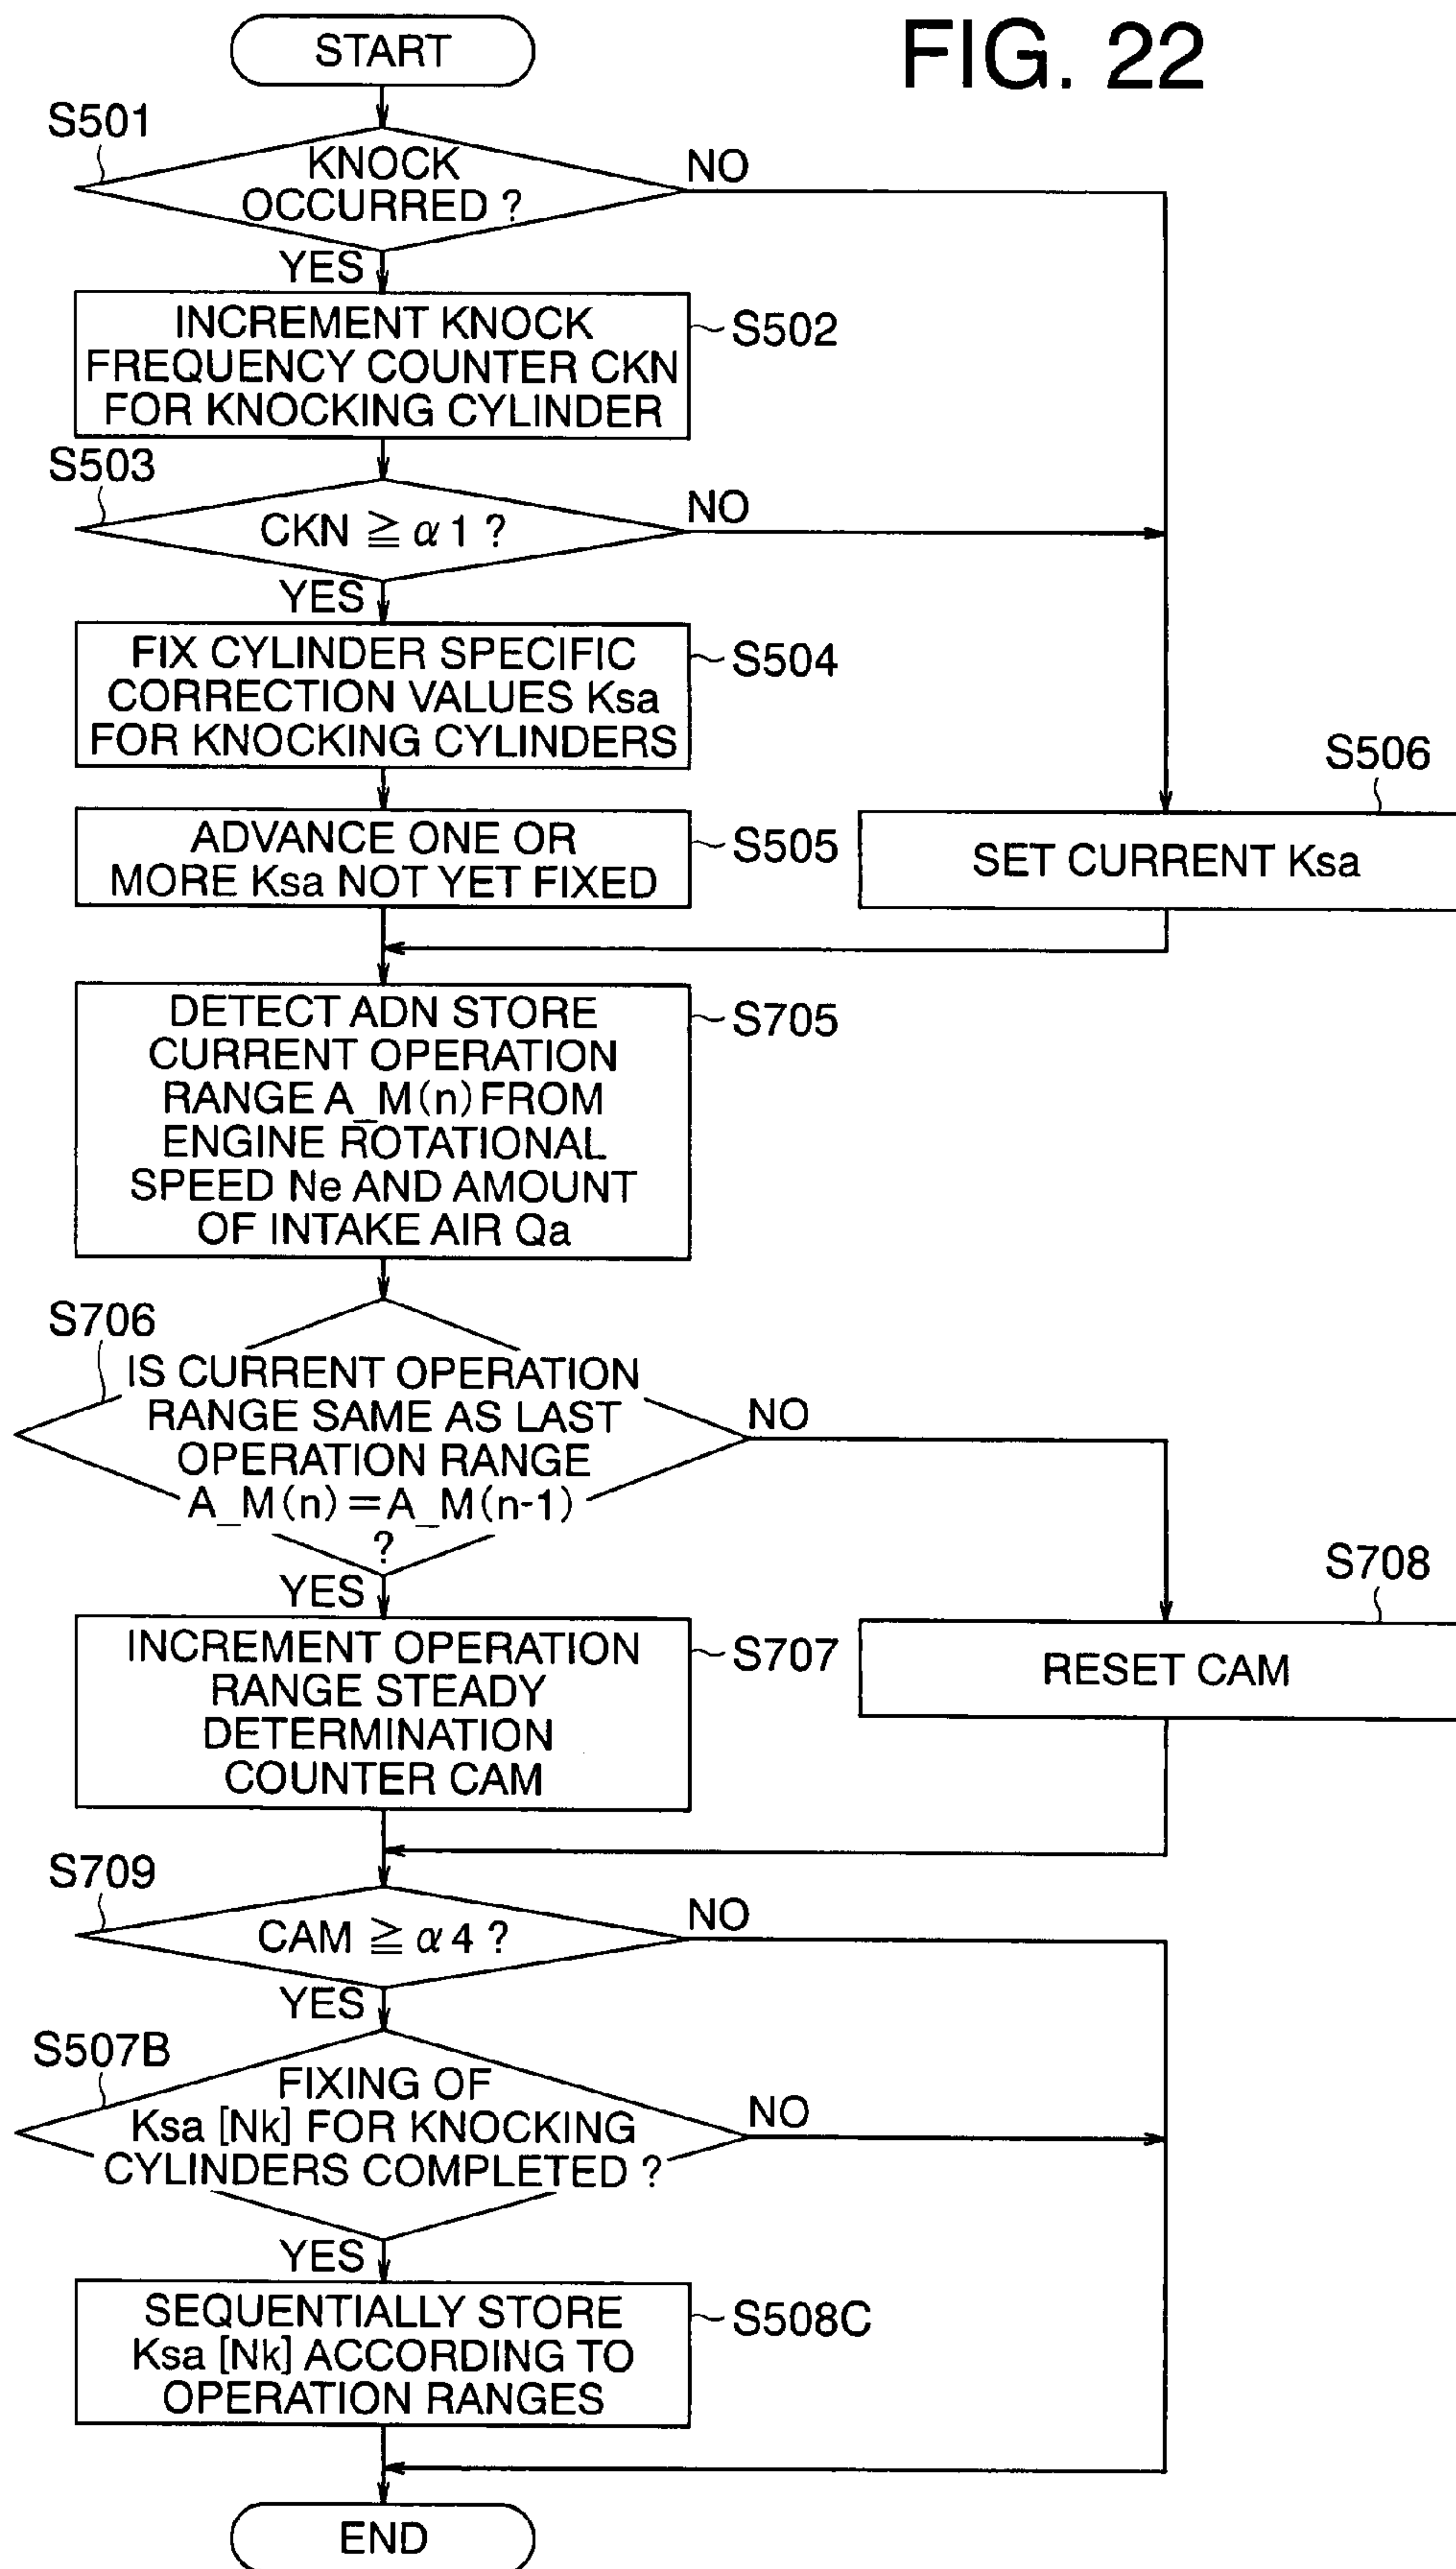 START
FIG. 22
S501
KNOCK
OCCURRED ?
NO
YES
INCREMENT KNOCK
FREQUENCY COUNTER CKN
FOR KNOCKING CYLINDER
S502
S503
CKN ≧ α1 ?
NO
YES
FIX CYLINDER SPECIFIC
CORRECTION VALUES Ksa
FOR KNOCKING CYLINDERS
S504
ADVANCE ONE OR
MORE Ksa NOT YET FIXED
S505
S506
SET CURRENT Ksa
DETECT ADN STORE
CURRENT OPERATION
RANGE A_M(n) FROM
ENGINE ROTATIONAL
SPEED Ne AND AMOUNT
OF INTAKE AIR Qa
S705
S706
IS CURRENT OPERATION
RANGE SAME AS LAST
OPERATION RANGE
A_M(n)=A_M(n-1)
?
NO
YES
INCREMENT OPERATION
RANGE STEADY
DETERMINATION
COUNTER CAM
S707
S708
RESET CAM
S709
CAM ≧ α4 ?
NO
YES
S507B
FIXING OF
Ksa [Nk] FOR KNOCKING
CYLINDERS COMPLETED ?
NO
YES
SEQUENTIALLY STORE
Ksa [Nk] ACCORDING TO
OPERATION RANGES
S508C
END